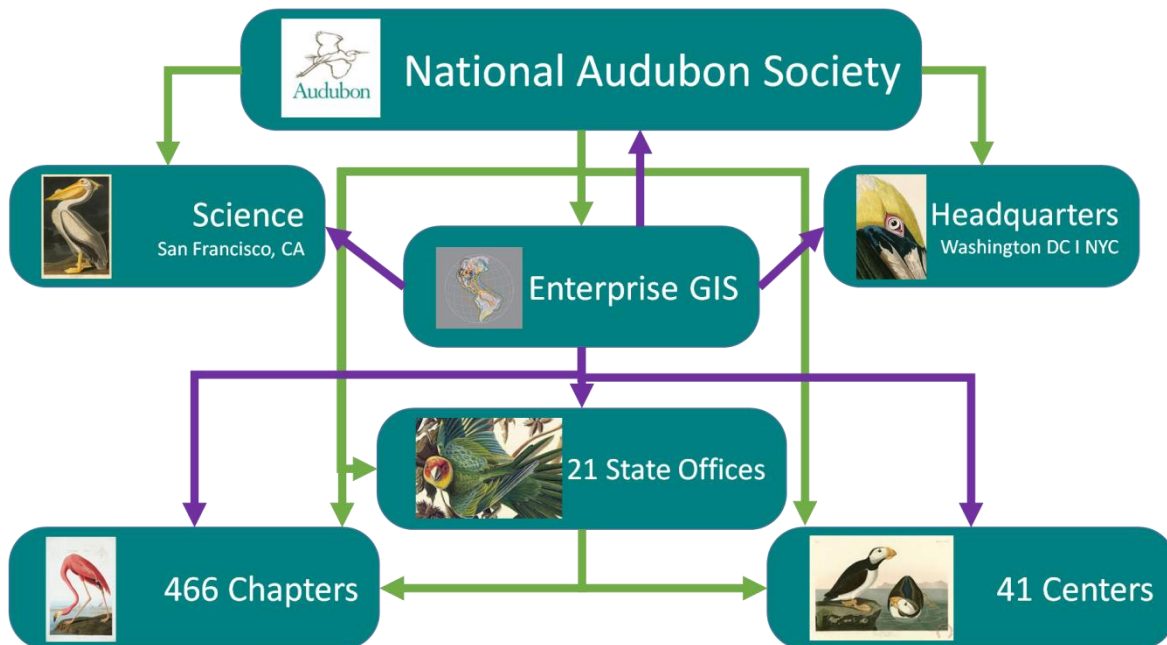 Audubon
National Audubon Society
Science
San Francisco, CA
Headquarters
Washington DC I NYC
Enterprise GIS
21 State Offices
466 Chapters
41 Centers